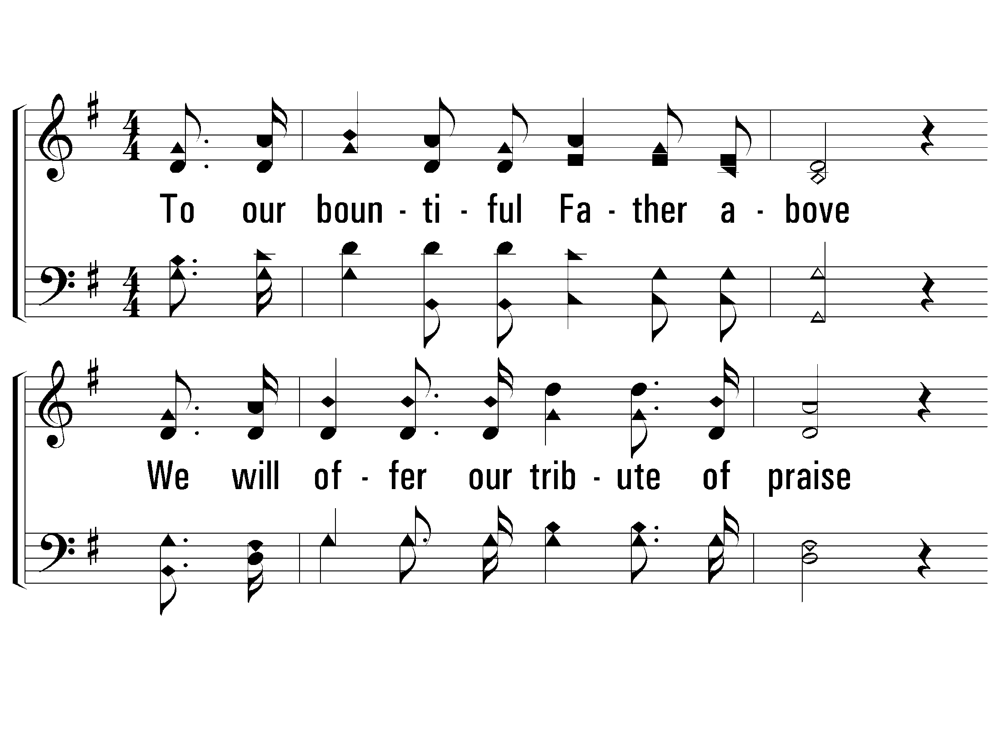 To our boun - ti - ful Fa - ther a - bove
We will of - fer our trib - ute of praise